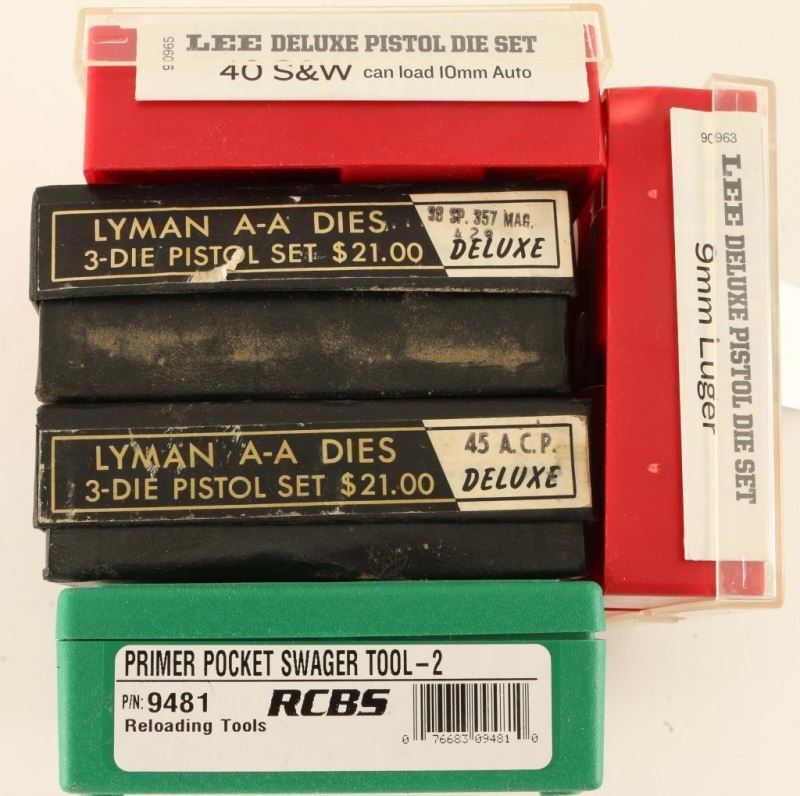 90965
LEE DELUXE PISTOL DIE SET
40 S&W can load 10mm Auto
90963
LEE DELUXE PISTOL DIE SET
9mm Luger
LYMAN A-A DIES
3-DIE PISTOL SET $21.00
38 SP. 357 MAG.
DELUXE
LYMAN A-A DIES
3-DIE PISTOL SET $21.00
45 A.C.P.
DELUXE
PRIMER POCKET SWAGER TOOL-2
P/N: 9481 RCBS
Reloading Tools
0 76683 09481 0